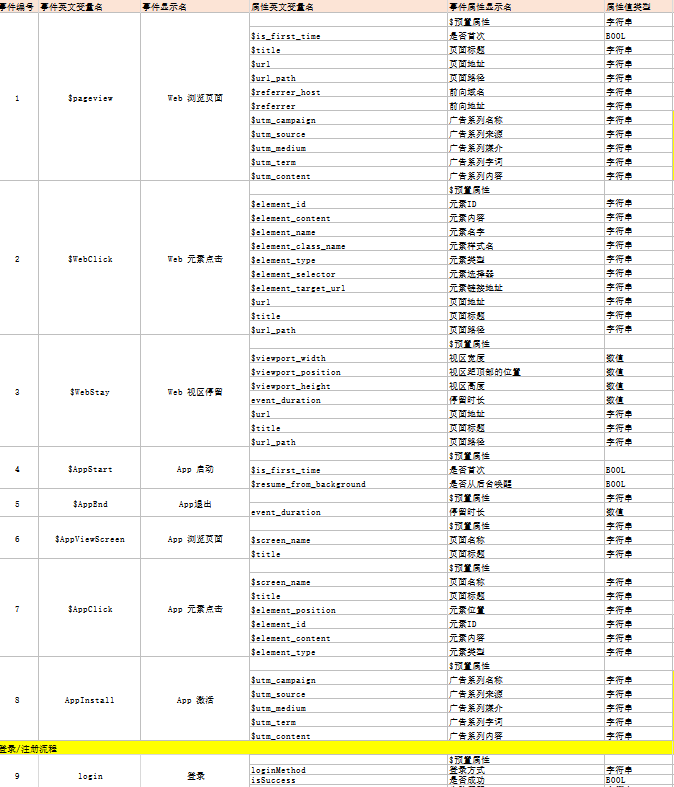 事件编号 事件英文变量名 事件显示名 属性英文变量名 事件属性显示名 属性值类型
$预置属性 字符串
$is_first_time 是否首次 BOOL
$title 页面标题 字符串
$url 页面地址 字符串
$url_path 页面路径 字符串
$referrer_host 前向域名 字符串
1 $pageview Web 浏览页面
$referrer 前向地址 字符串
$utm_campaign 广告系列名称 字符串
$utm_source 广告系列来源 字符串
$utm_medium 广告系列媒介 字符串
$utm_term 广告系列字词 字符串
$utm_content 广告系列内容 字符串
$预置属性
$element_id 元素ID 字符串
$element_content 元素内容 字符串
$element_name 元素名字 字符串
$element_class_name 元素样式名 字符串
2 $WebClick Web 元素点击 $element_type 元素类型 字符串
$element_selector 元素选择器 字符串
$element_target_url 元素链接地址 字符串
$url 页面地址 字符串
$title 页面标题 字符串
$url_path 页面路径 字符串
$预置属性
$viewport_width 视区宽度 数值
$viewport_position 视区距顶部的位置 数值
$viewport_height 视区高度 数值
3 $WebStay Web 视区停留
event_duration 停留时长 数值
$url 页面地址 字符串
$title 页面标题 字符串
$url_path 页面路径 字符串
$预置属性
4 $AppStart App 启动 $is_first_time 是否首次 BOOL
$resume_from_background 是否从后台唤醒 BOOL
$预置属性 字符串
5 $AppEnd App退出
event_duration 停留时长 数值
$预置属性 字符串
6 $AppViewScreen App 浏览页面 $screen_name 页面名称 字符串
$title 页面标题 字符串
$预置属性
$screen_name 页面名称 字符串
$title 页面标题 字符串
7 $AppClick App 元素点击 $element_position 元素位置 字符串
$element_id 元素ID 字符串
$element_content 元素内容 字符串
$element_type 元素类型 字符串
$预置属性
$utm_campaign 广告系列名称 字符串
$utm_source 广告系列来源 字符串
8 AppInstall App 激活
$utm_medium 广告系列媒介 字符串
$utm_term 广告系列字词 字符串
$utm_content 广告系列内容 字符串
登录/注册流程
$预置属性
9 login 登录 loginMethod 登录方式 字符串
isSuccess 是否成功 BOOL